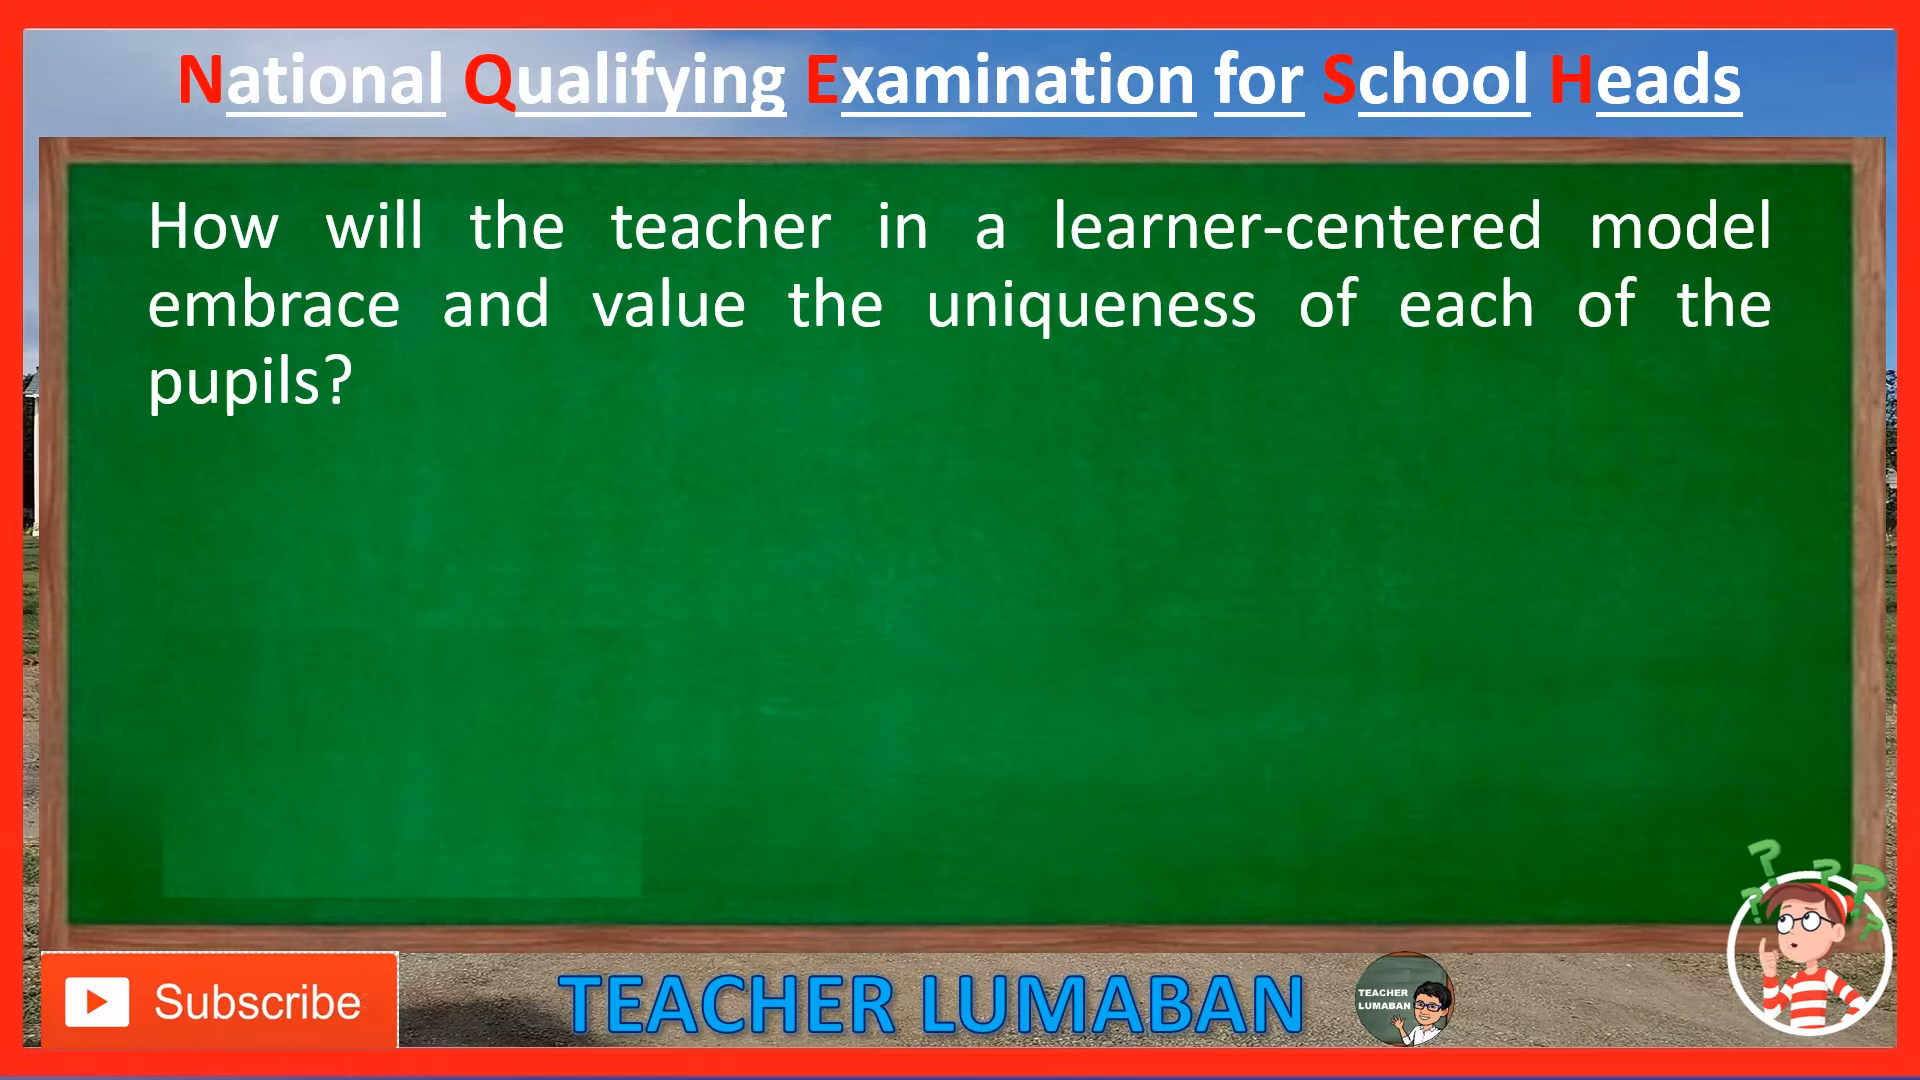 National Qualifying Examination for School Heads
How will the teacher in a learner-centered model
embrace and value the uniqueness of each of the
pupils?
Subscribe
TEACHER LUMABAN
TEACHER
LUMABAN